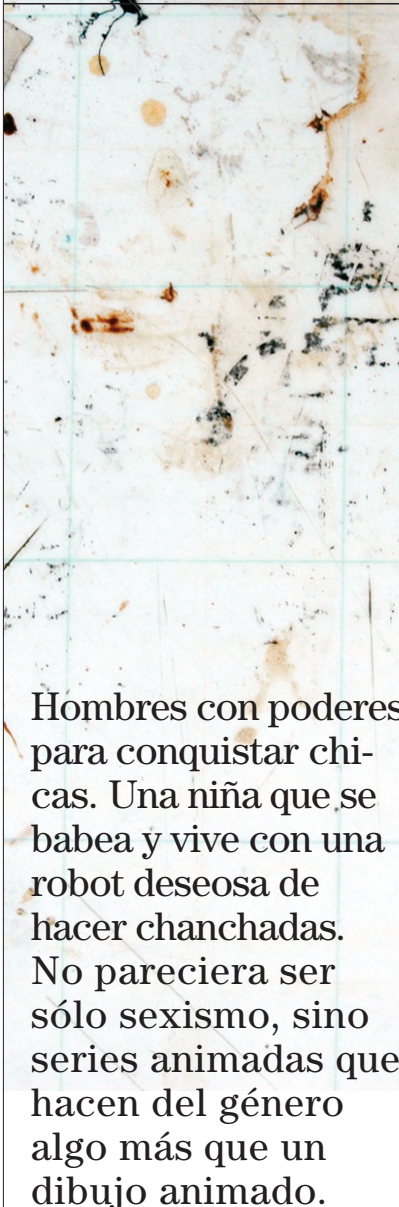 Hombres con poderes
para conquistar chi-
cas. Una niña que se
babea y vive con una
robot deseosa de
hacer chanchadas.
No pareciera ser
sólo sexismo, sino
series animadas que
hacen del género
algo más que un
dibujo animado.